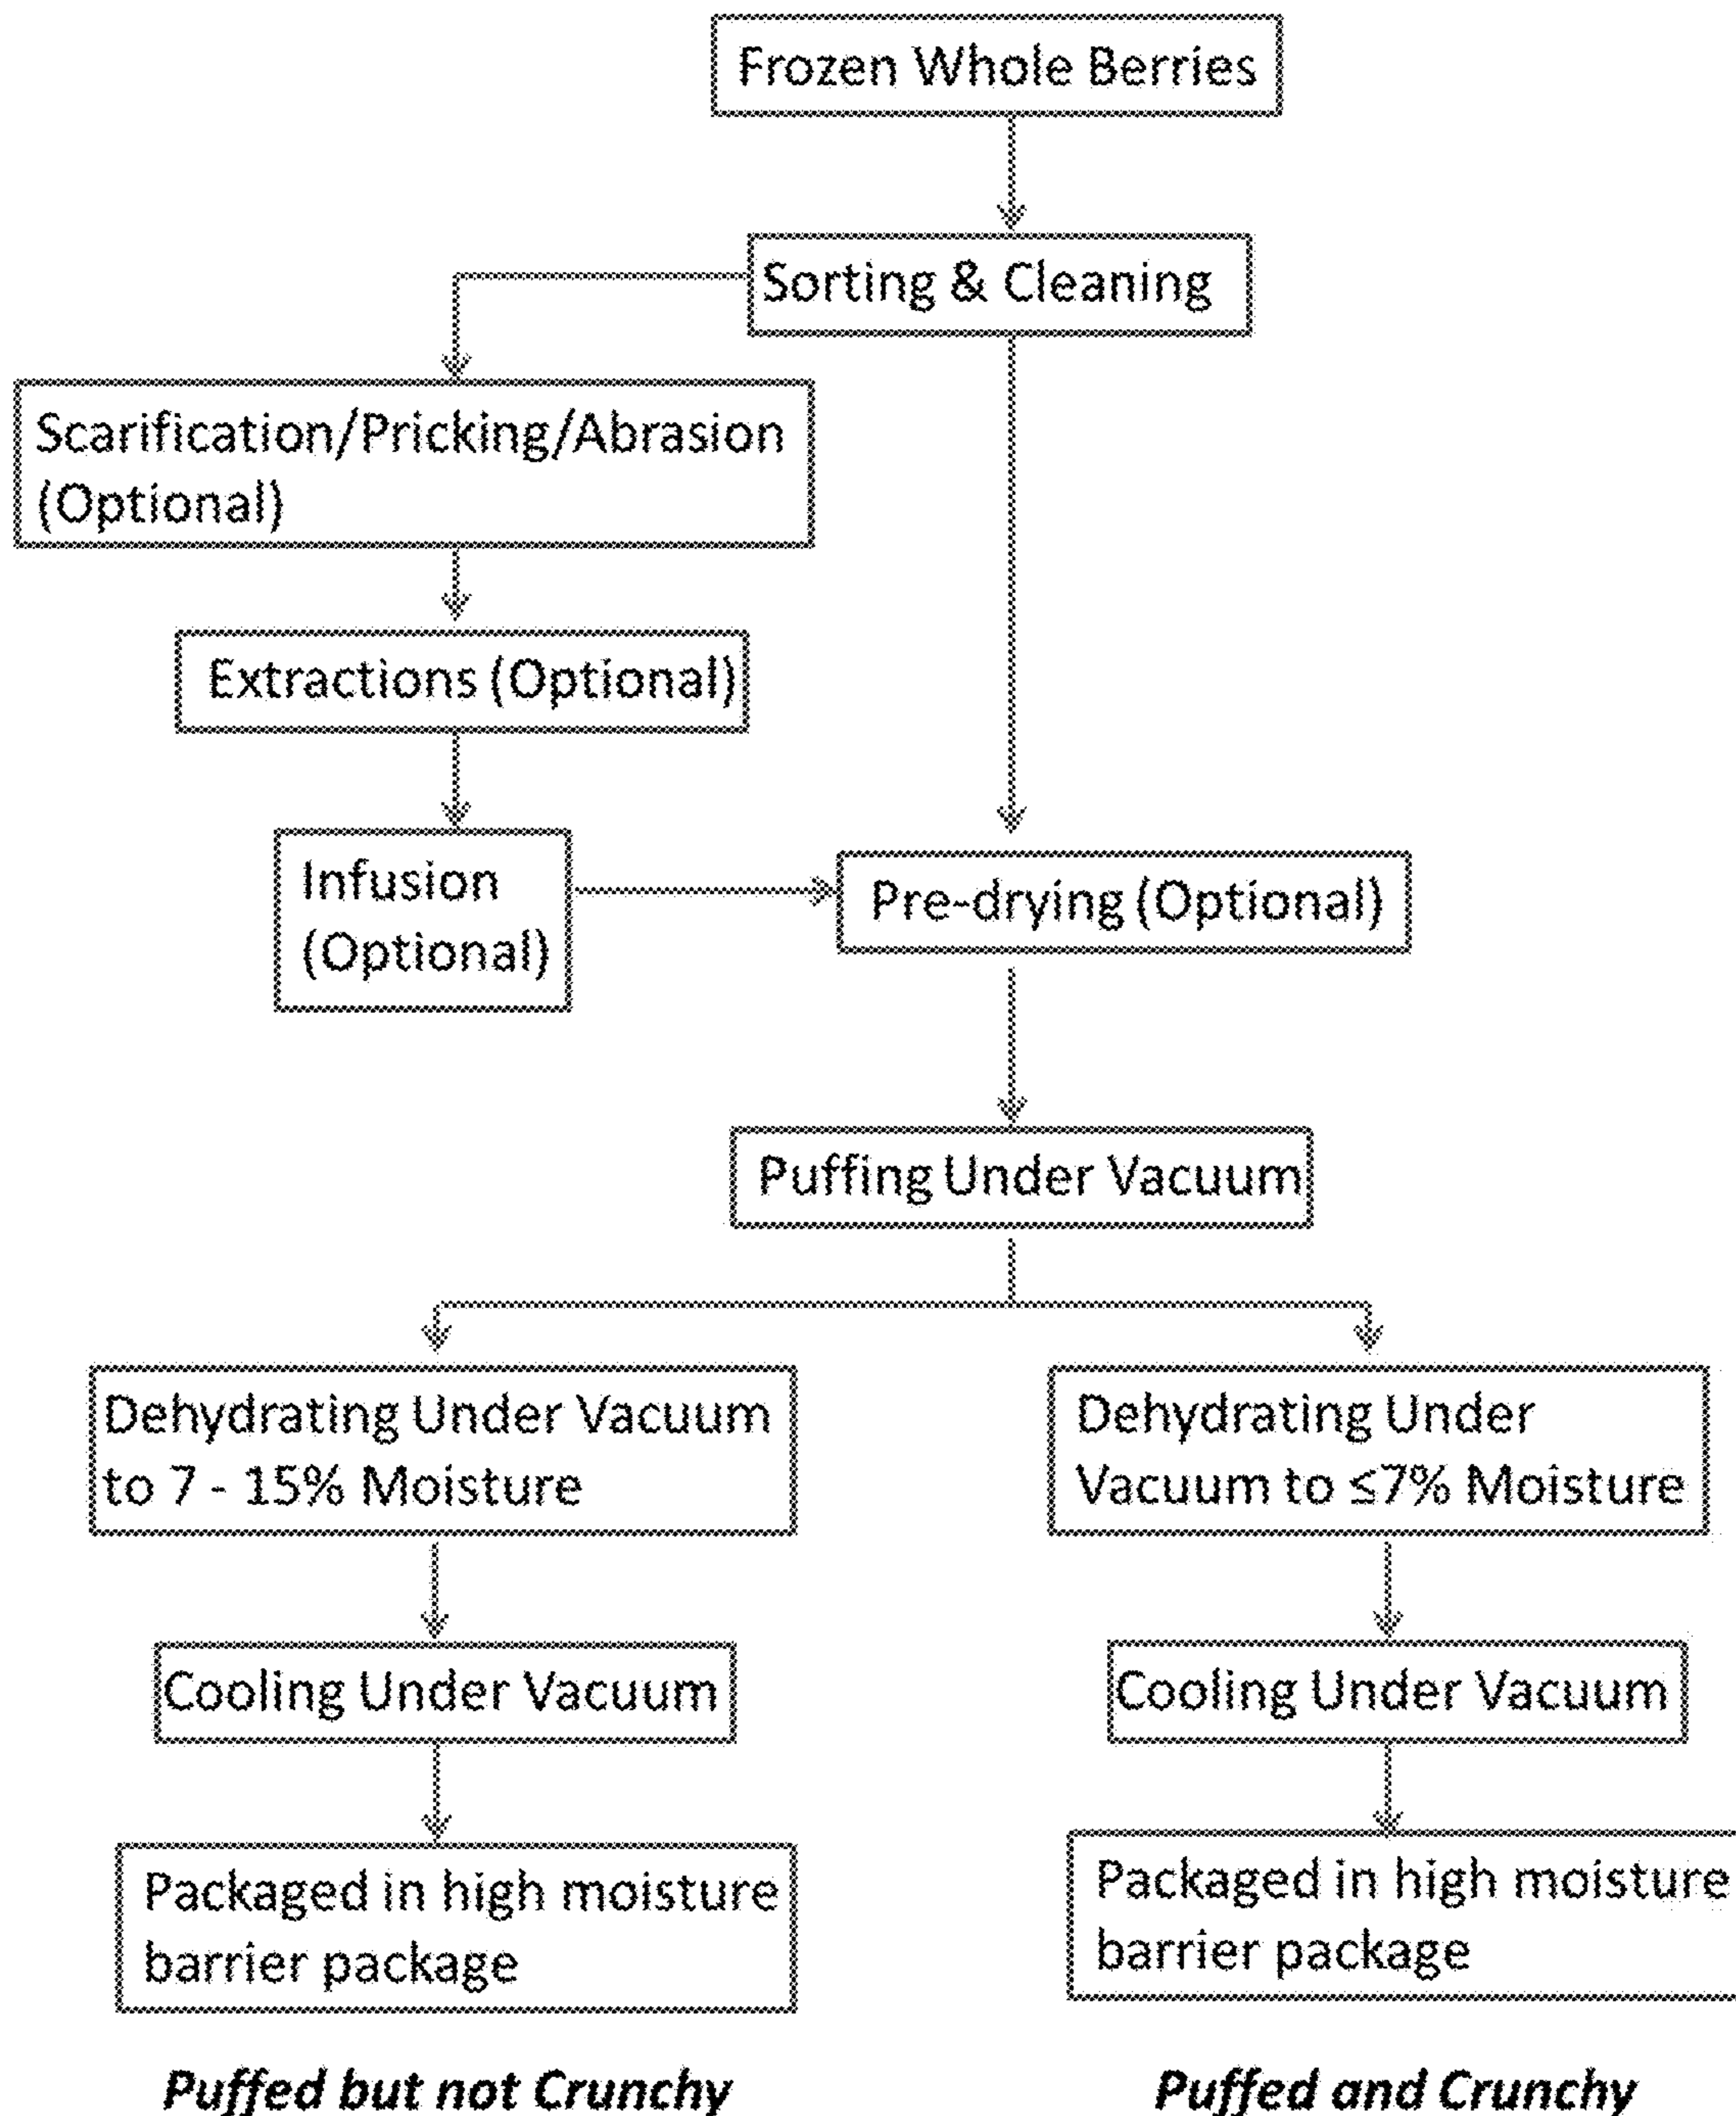 Frozen Whole Berries
Sorting & Cleaning
Scarification/Pricking/Abrasion
(Optional)
Extractions (Optional)
Infusion
(Optional)
Pre-drying (Optional)
Puffing Under Vacuum
Dehydrating Under Vacuum
to 7 - 15% Moisture
Dehydrating Under
Vacuum to ≤7% Moisture
Cooling Under Vacuum
Cooling Under Vacuum
Packaged in high moisture
barrier package
Packaged in high moisture
barrier package
Puffed but not Crunchy
Puffed and Crunchy